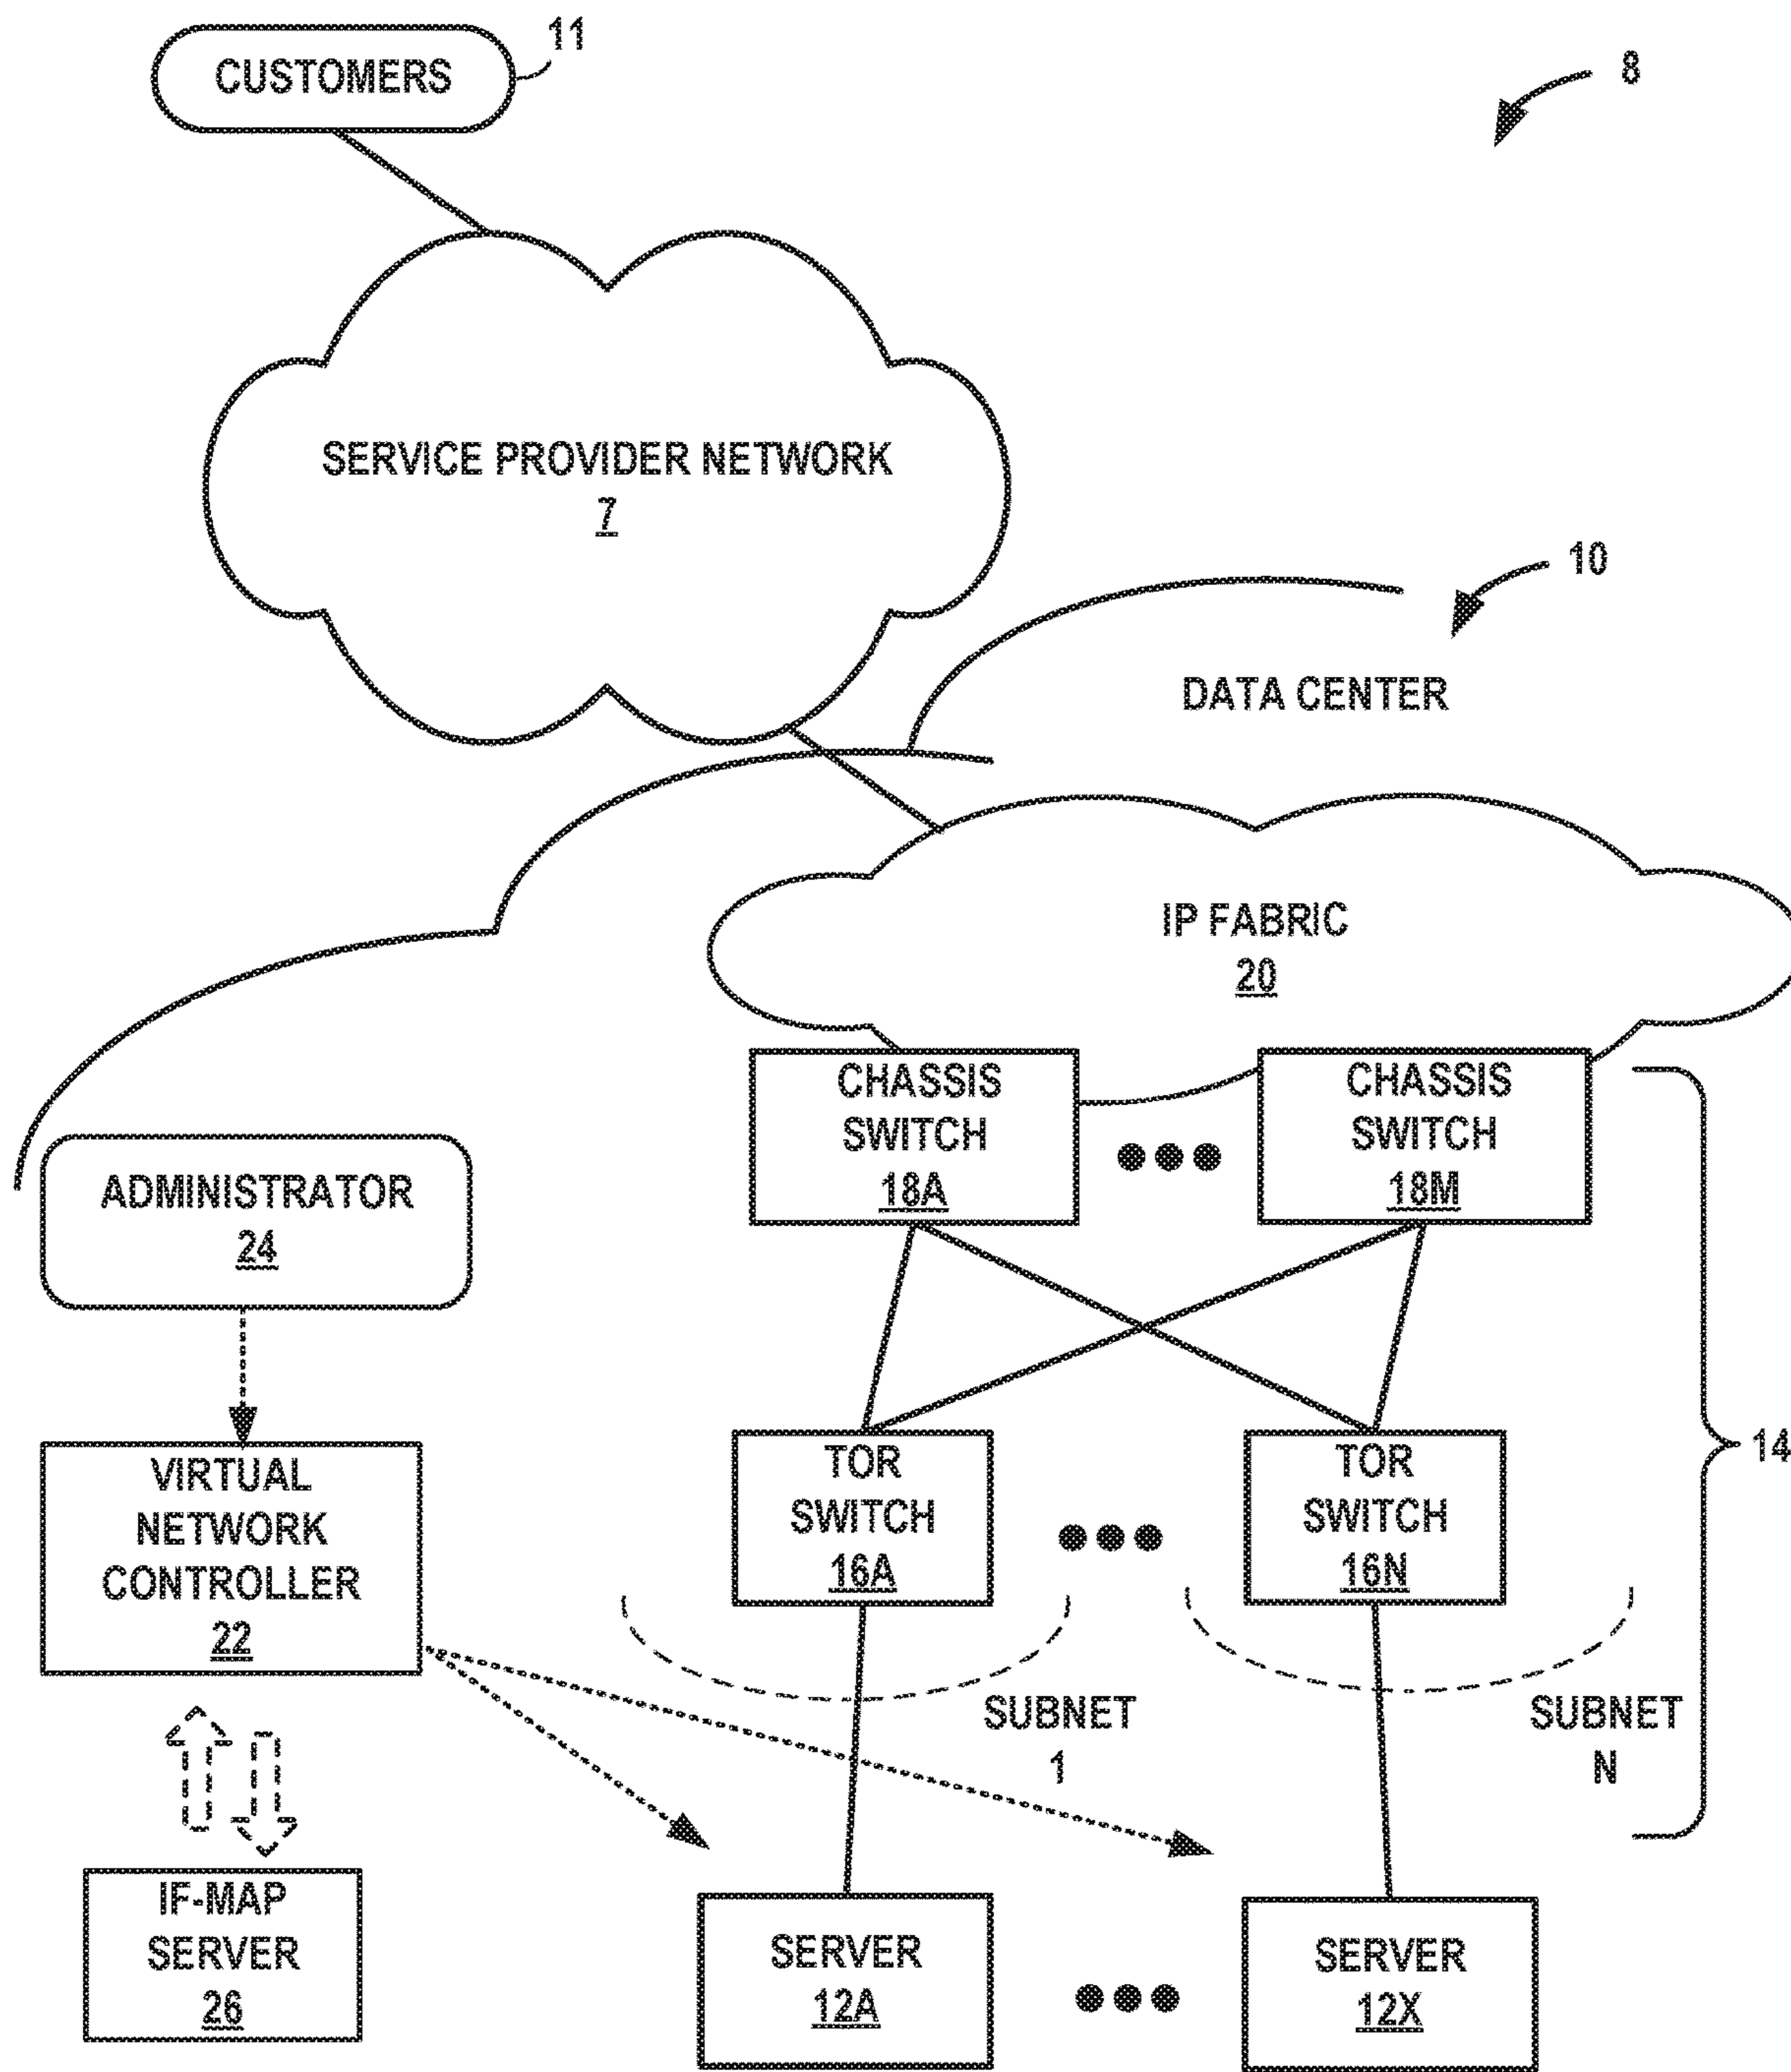 CUSTOMERS
11
8
SERVICE PROVIDER NETWORK
7
10
DATA CENTER
IP FABRIC
20
CHASSIS
SWITCH
18A
CHASSIS
SWITCH
18M
ADMINISTRATOR
24
14
VIRTUAL
NETWORK
CONTROLLER
22
TOR
SWITCH
16A
TOR
SWITCH
16N
SUBNET
1
SUBNET
N
IF-MAP
SERVER
26
SERVER
12A
SERVER
12X